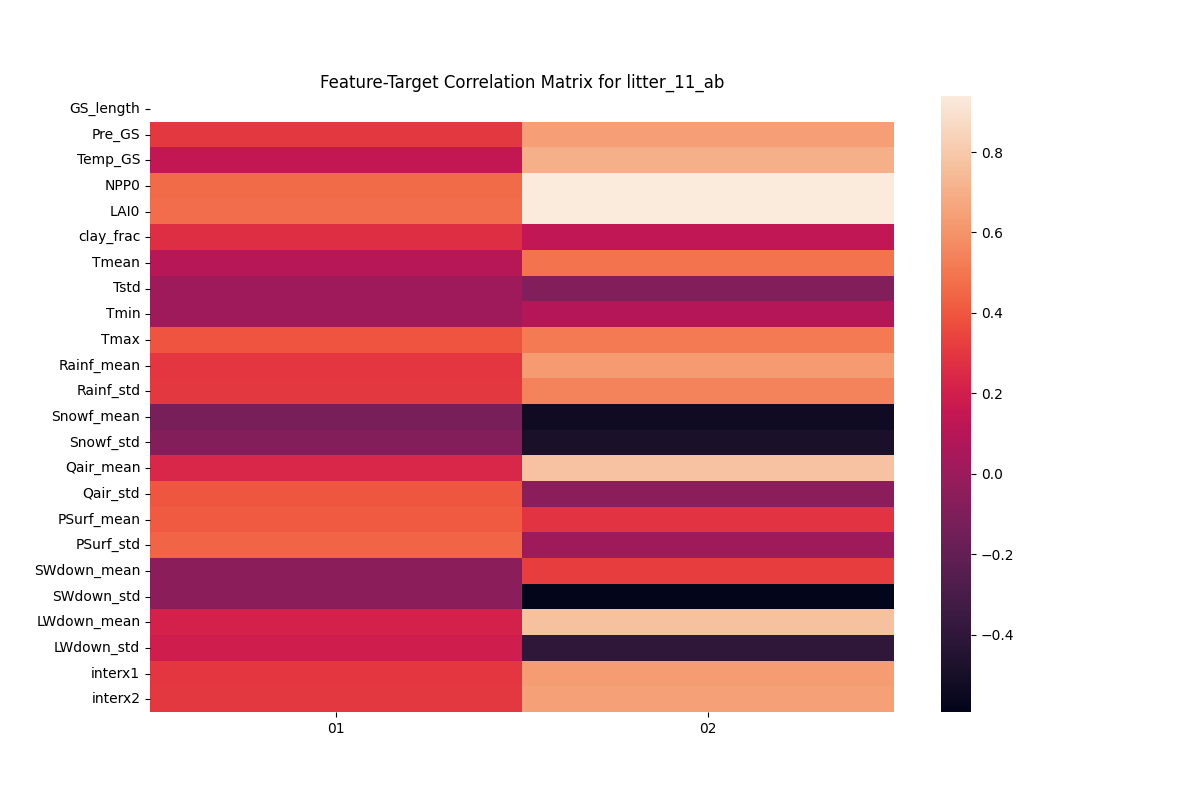 Feature-Target Correlation Matrix for litter_11_ab
GS_length
Pre_GS
Temp_GS
NPP0
LAI0
clay_frac
Tmean
Tstd
Tmin
Tmax
Rainf_mean
Rainf_std
Snowf_mean
Snowf_std
Qair_mean
Qair_std
PSurf_mean
PSurf_std
SWdown_mean
SWdown_std
LWdown_mean
LWdown_std
interx1
interx2
01
02
0.8
0.6
0.4
0.2
0.0
−0.2
−0.4